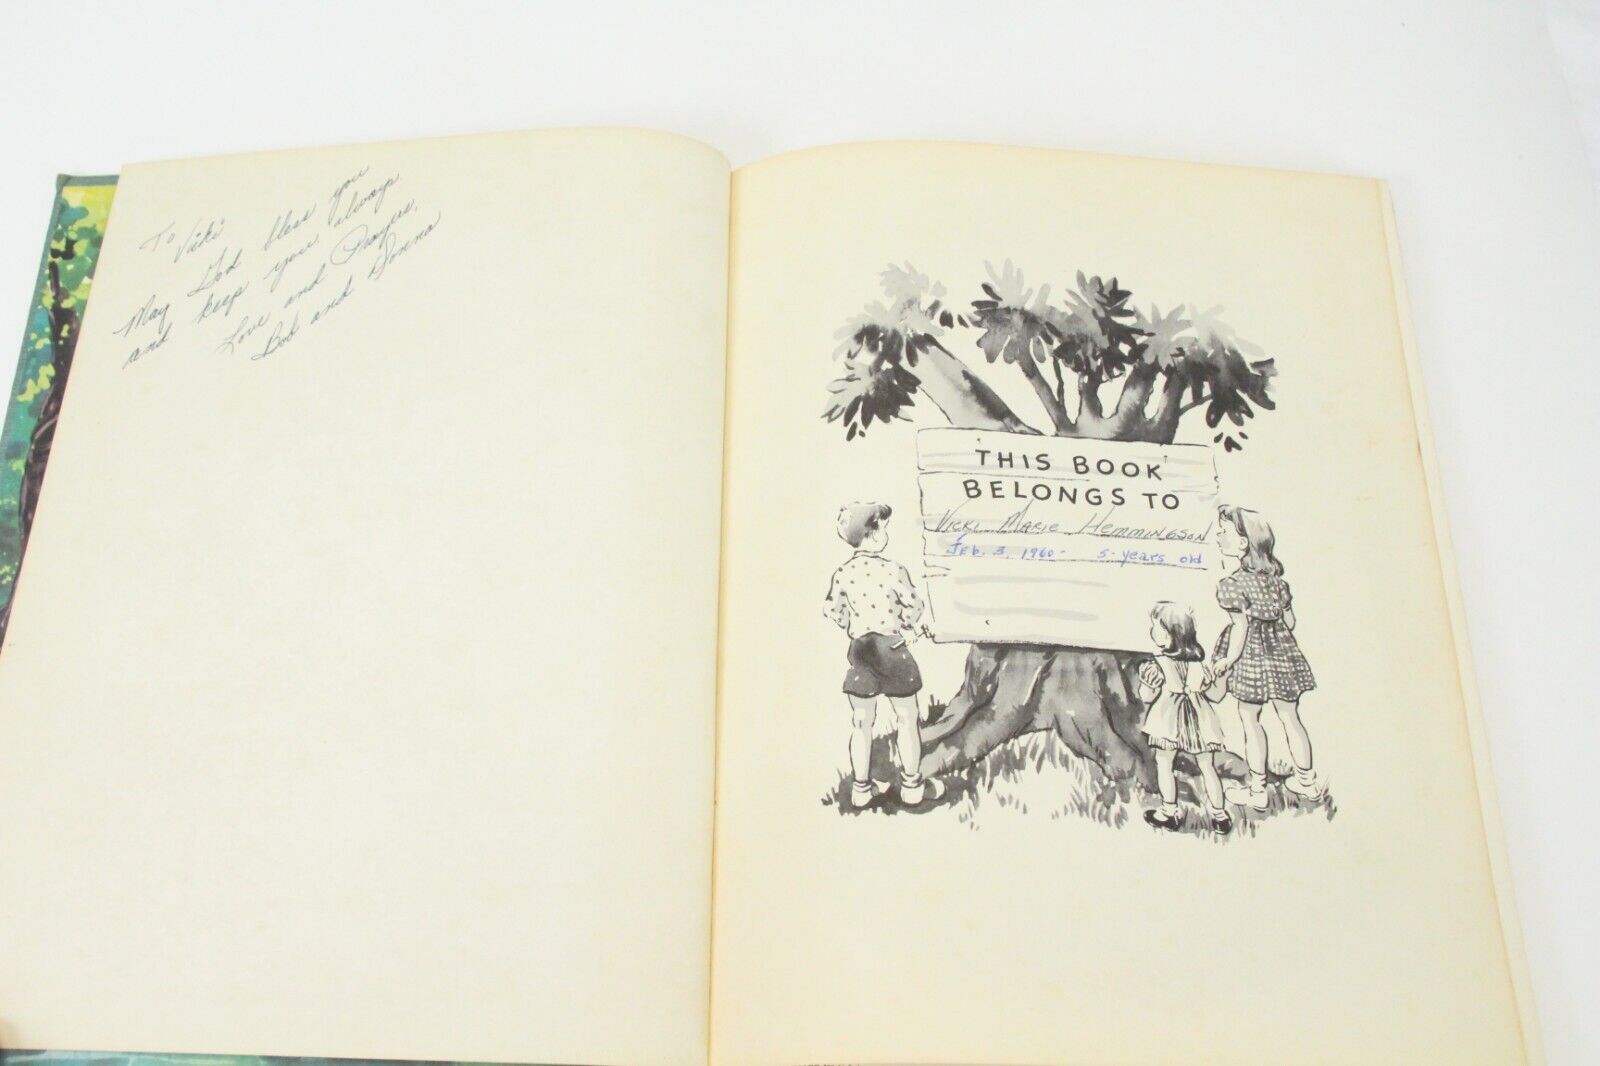 To Vicki
May God bless you
and keep you always
Love and Prayers,
Bob and Donna
THIS BOOK
BELONGS TO
Vicki Marie Hemmingson
Feb. 3, 1960 - 5 - years old